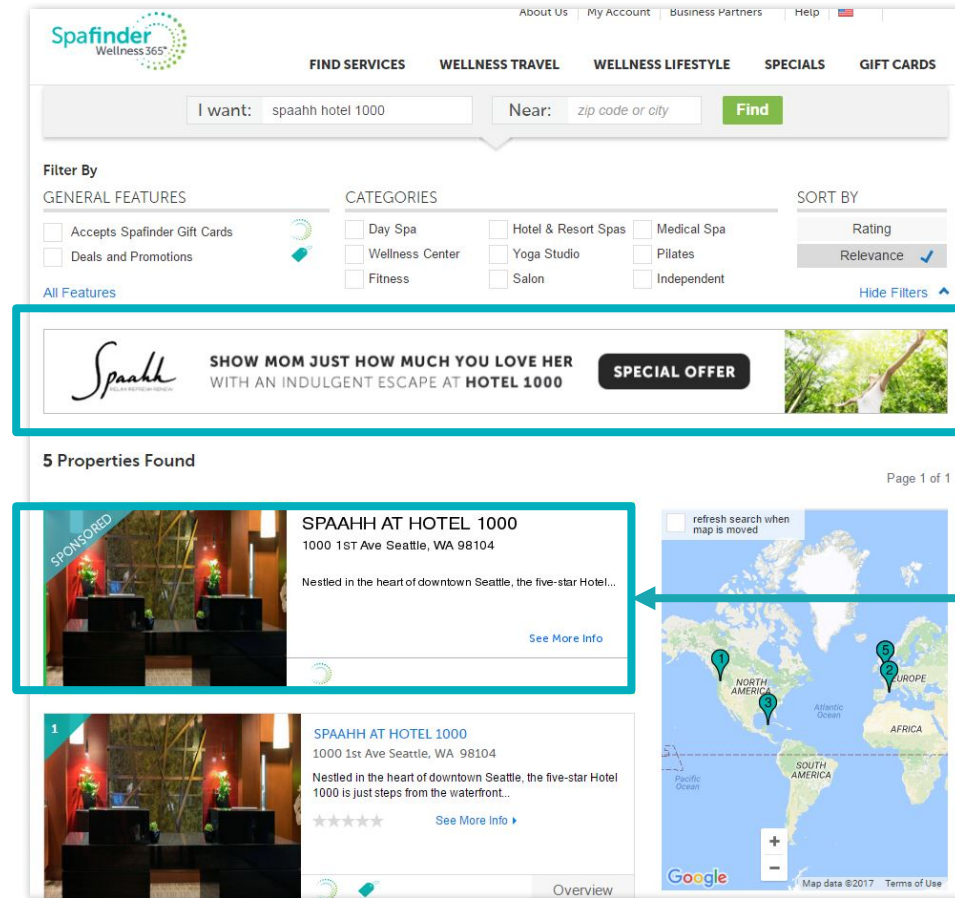 About Us My Account Business Partners Help
Spafinder
Wellness365
FIND SERVICES WELLNESS TRAVEL WELLNESS LIFESTYLE SPECIALS GIFT CARDS
I want: spaahh hotel 1000 Near: zip code or city Find
Filter By
GENERAL FEATURES CATEGORIES SORT BY
Accepts Spafinder Gift Cards Day Spa Hotel & Resort Spas Medical Spa Rating
Deals and Promotions Wellness Center Yoga Studio Pilates Relevance
Fitness Salon Independent
All Features Hide Filters
Spaahh
RELAX REFRESH RENEW
SHOW MOM JUST HOW MUCH YOU LOVE HER
WITH AN INDULGENT ESCAPE AT HOTEL 1000
SPECIAL OFFER
5 Properties Found
Page 1 of 1
SPONSORED
SPAAHH AT HOTEL 1000
1000 1ST Ave Seattle, WA 98104
Nestled in the heart of downtown Seattle, the five-star Hotel...
See More Info
1
SPAAHH AT HOTEL 1000
1000 1st Ave Seattle, WA 98104
Nestled in the heart of downtown Seattle, the five-star Hotel
1000 is just steps from the waterfront...
See More Info
Overview
refresh search when
map is moved
1
5
2
3
NORTH
AMERICA
EUROPE
Atlantic
Ocean
AFRICA
SOUTH
AMERICA
Pacific
Ocean
+
−
Google
Map data ©2017 Terms of Use